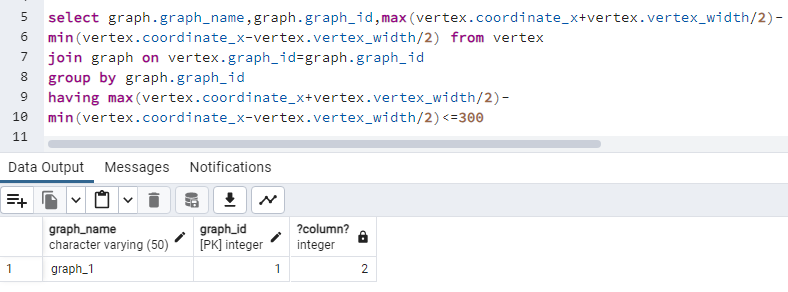 5 select graph.graph_name,graph.graph_id,max(vertex.coordinate_x+vertex.vertex_width/2)-
6 min(vertex.coordinate_x-vertex.vertex_width/2) from vertex
7 join graph on vertex.graph_id=graph.graph_id
8 group by graph.graph_id
9 having max(vertex.coordinate_x+vertex.vertex_width/2)-
10 min(vertex.coordinate_x-vertex.vertex_width/2)<=300
11
Data Output Messages Notifications
graph_name graph_id ?column?
character varying (50) [PK] integer integer
1 graph_1 1 2